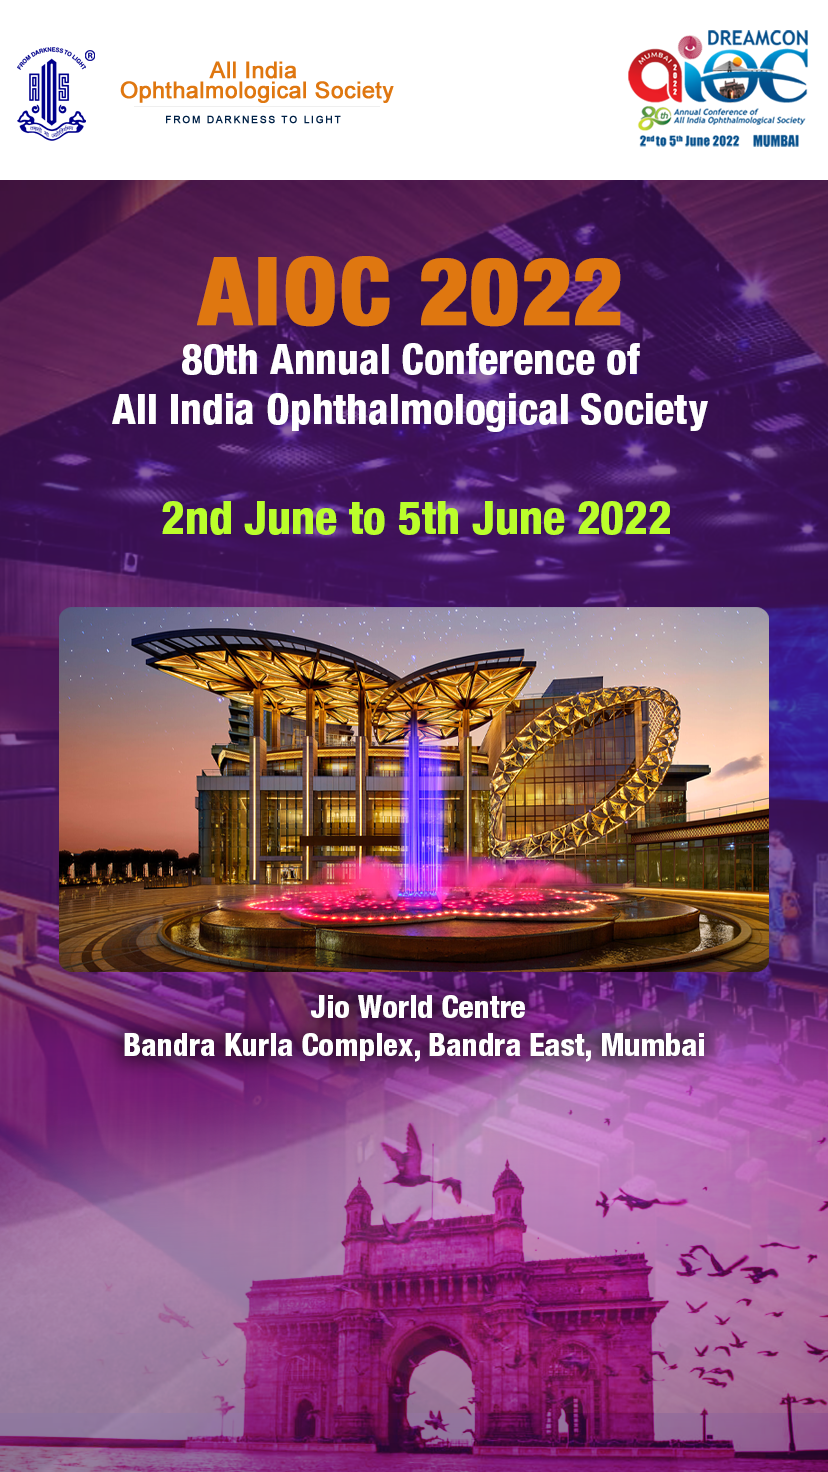 FROM DARKNESS TO LIGHT
AIOS
®
All India
Ophthalmological Society
FROM DARKNESS TO LIGHT
DREAMCON
MUMBAI
2022
aioc
80th
Annual Conference of
All India Ophthalmological Society
2nd to 5th June 2022 MUMBAI
AIOC 2022
80th Annual Conference of
All India Ophthalmological Society
2nd June to 5th June 2022
Jio World Centre
Bandra Kurla Complex, Bandra East, Mumbai